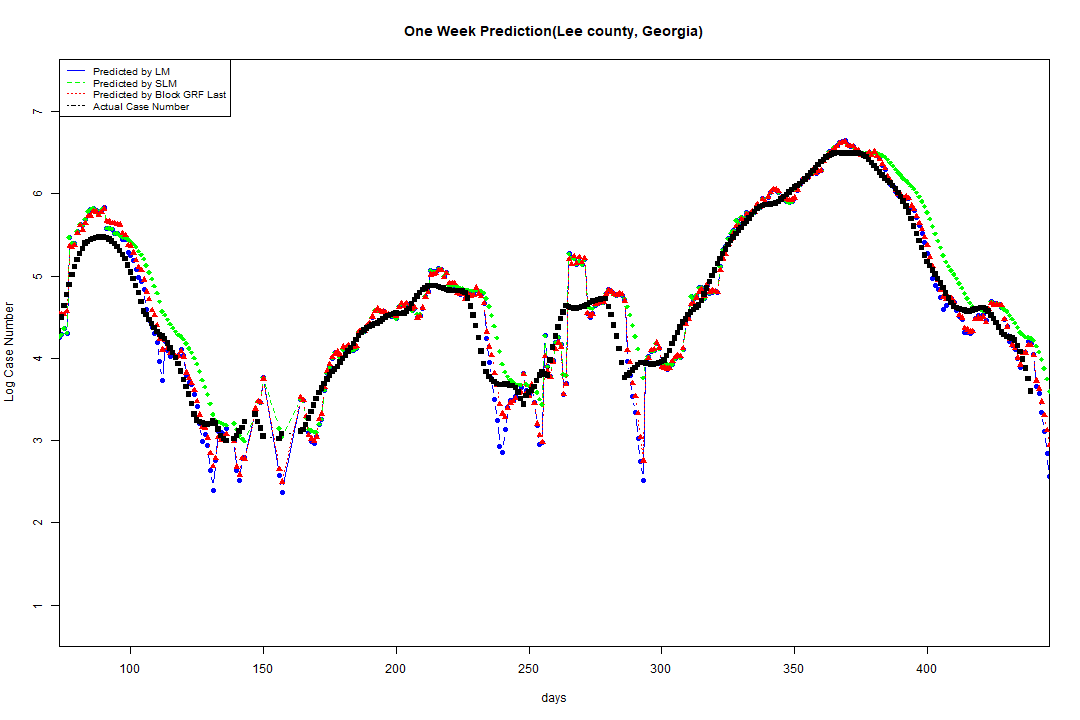 One Week Prediction(Lee county, Georgia)
Predicted by LM
Predicted by SLM
Predicted by Block GRF Last
Actual Case Number
7
6
5
4
3
2
1
Log Case Number
100 150 200 250 300 350 400
days